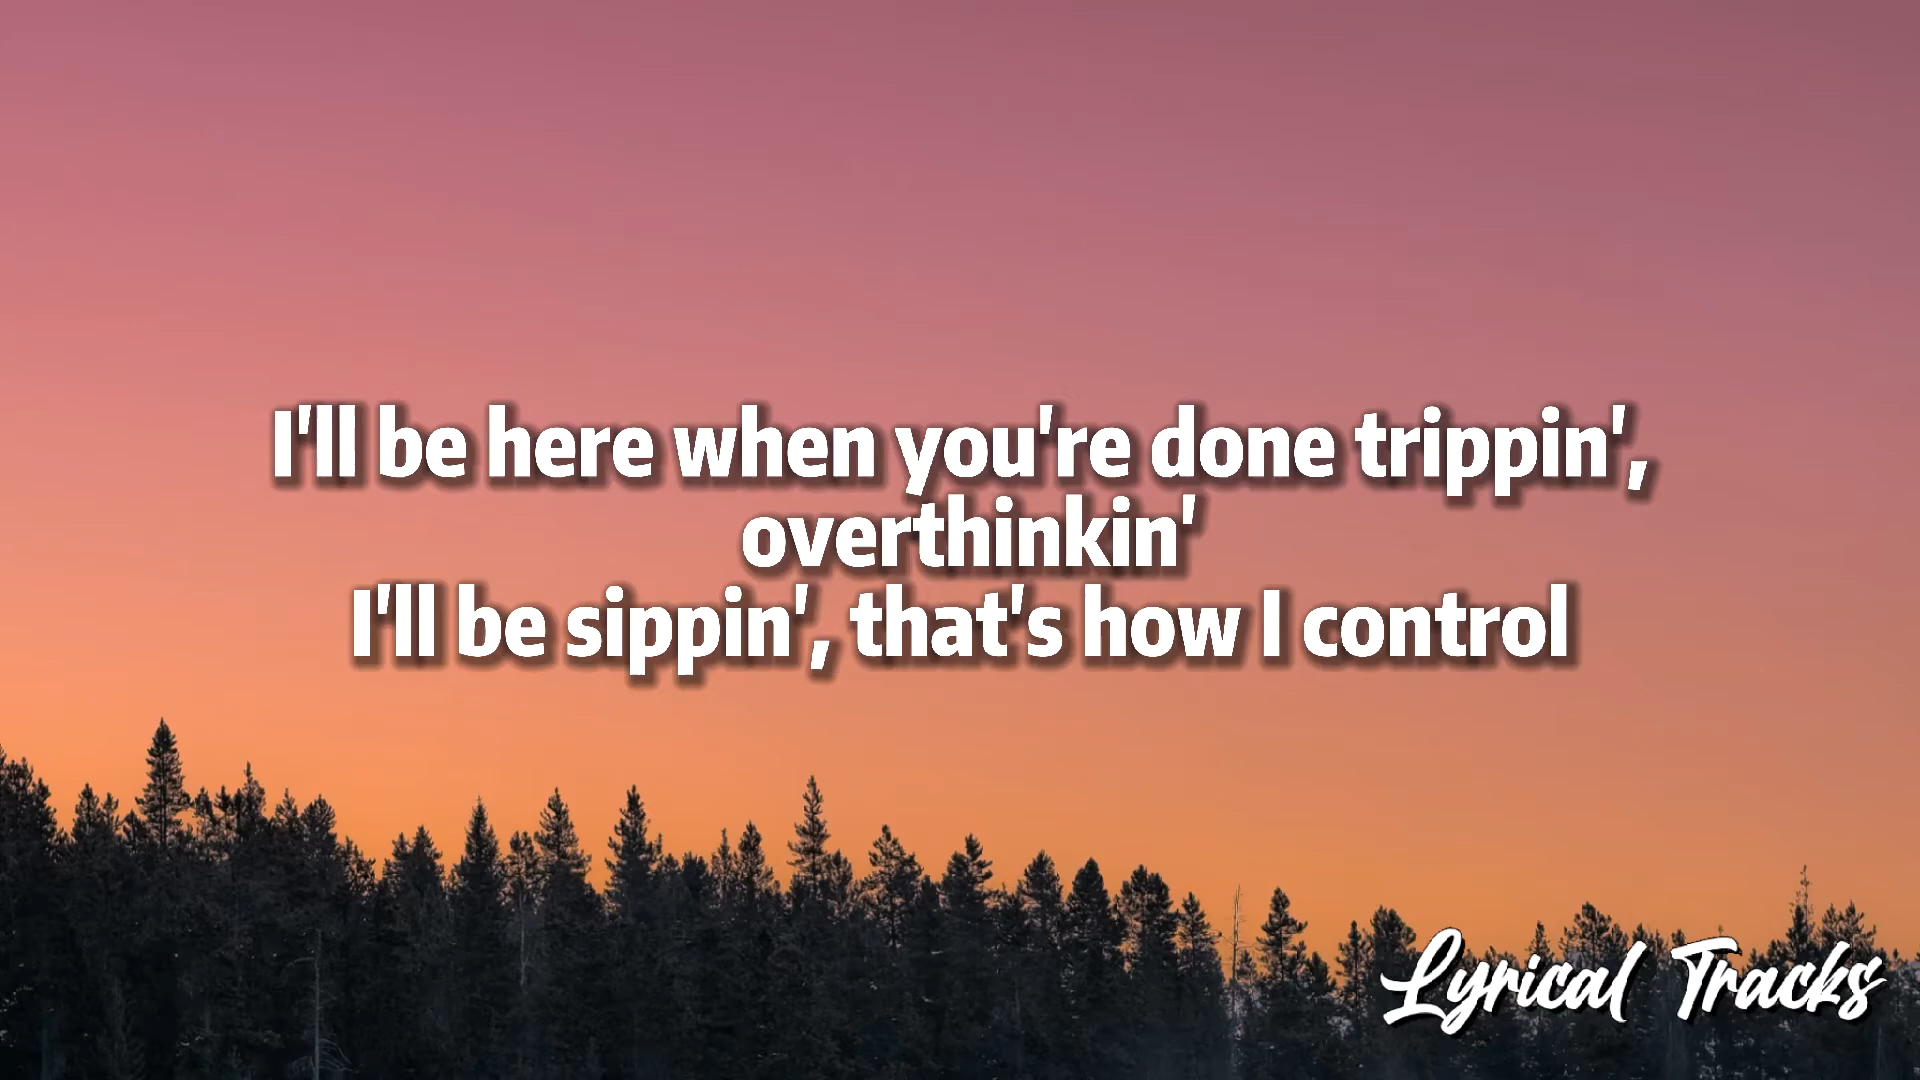 I'll be here when you're done trippin',
overthinkin'
I'll be sippin', that's how I control
Lyrical Tracks